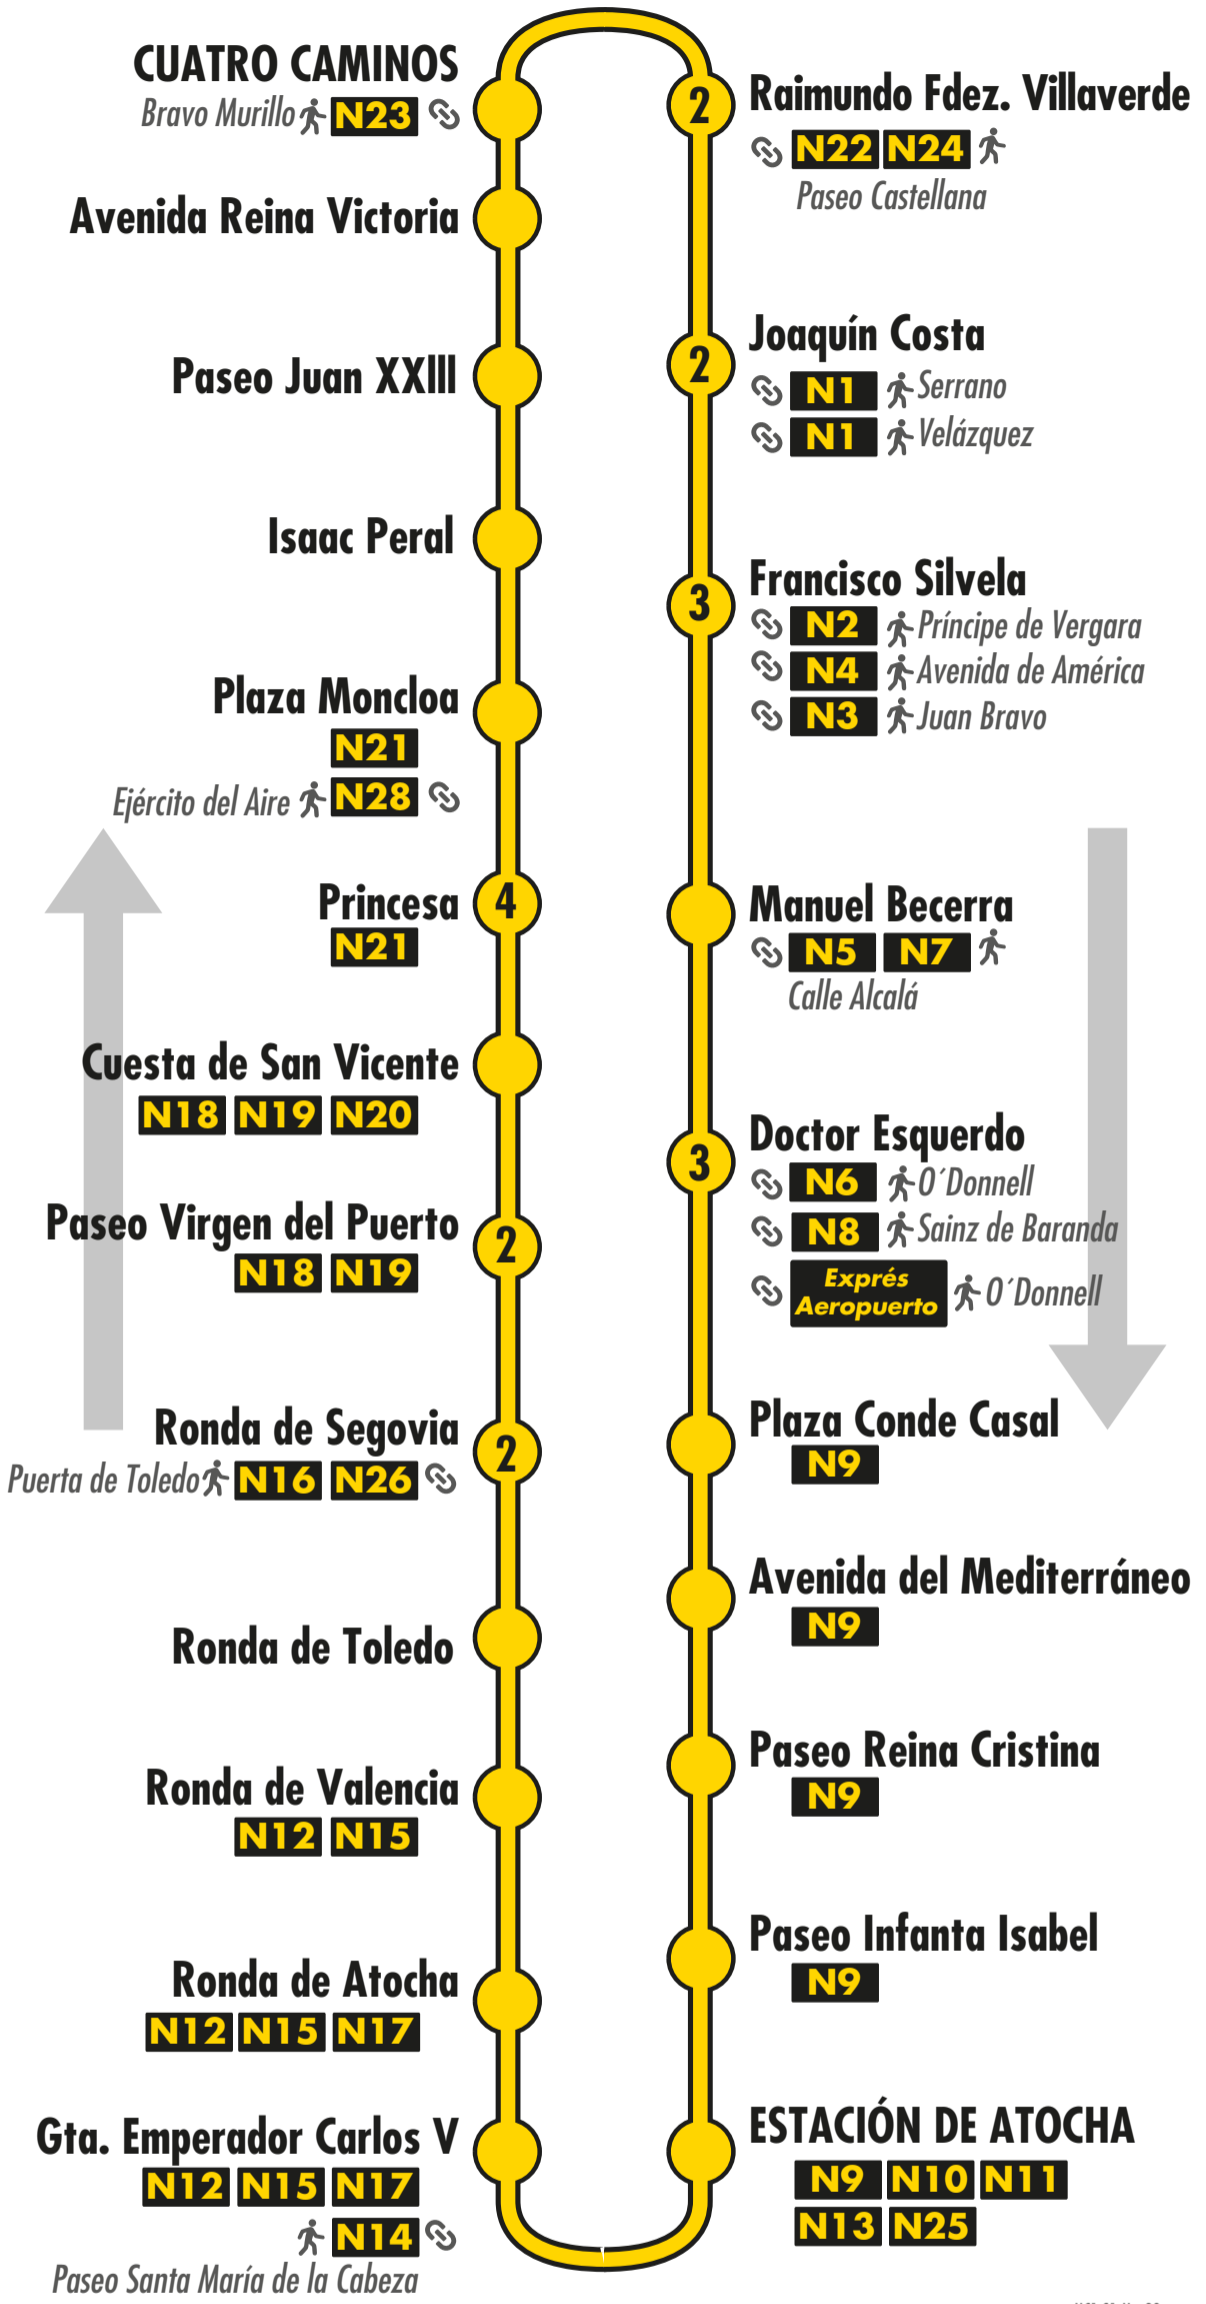 CUATRO CAMINOS
Bravo Murillo N23
Avenida Reina Victoria
Paseo Juan XXIII
Isaac Peral
Plaza Moncloa
N21
Ejército del Aire N28
Princesa 4
N21
Cuesta de San Vicente
N18 N19 N20
Paseo Virgen del Puerto 2
N18 N19
Ronda de Segovia 2
Puerta de Toledo N16 N26
Ronda de Toledo
Ronda de Valencia
N12 N15
Ronda de Atocha
N12 N15 N17
Gta. Emperador Carlos V
N12 N15 N17
N14
Paseo Santa María de la Cabeza
2 Raimundo Fdez. Villaverde
N22 N24
Paseo Castellana
Joaquín Costa
2
N1 Serrano
N1 Velázquez
Francisco Silvela
3
N2 Príncipe de Vergara
N4 Avenida de América
N3 Juan Bravo
Manuel Becerra
N5 N7
Calle Alcalá
Doctor Esquerdo
3
N6 O´Donnell
N8 Sainz de Baranda
Exprés
Aeropuerto O´Donnell
Plaza Conde Casal
N9
Avenida del Mediterráneo
N9
Paseo Reina Cristina
N9
Paseo Infanta Isabel
N9
ESTACIÓN DE ATOCHA
N9 N10 N11
N13 N25